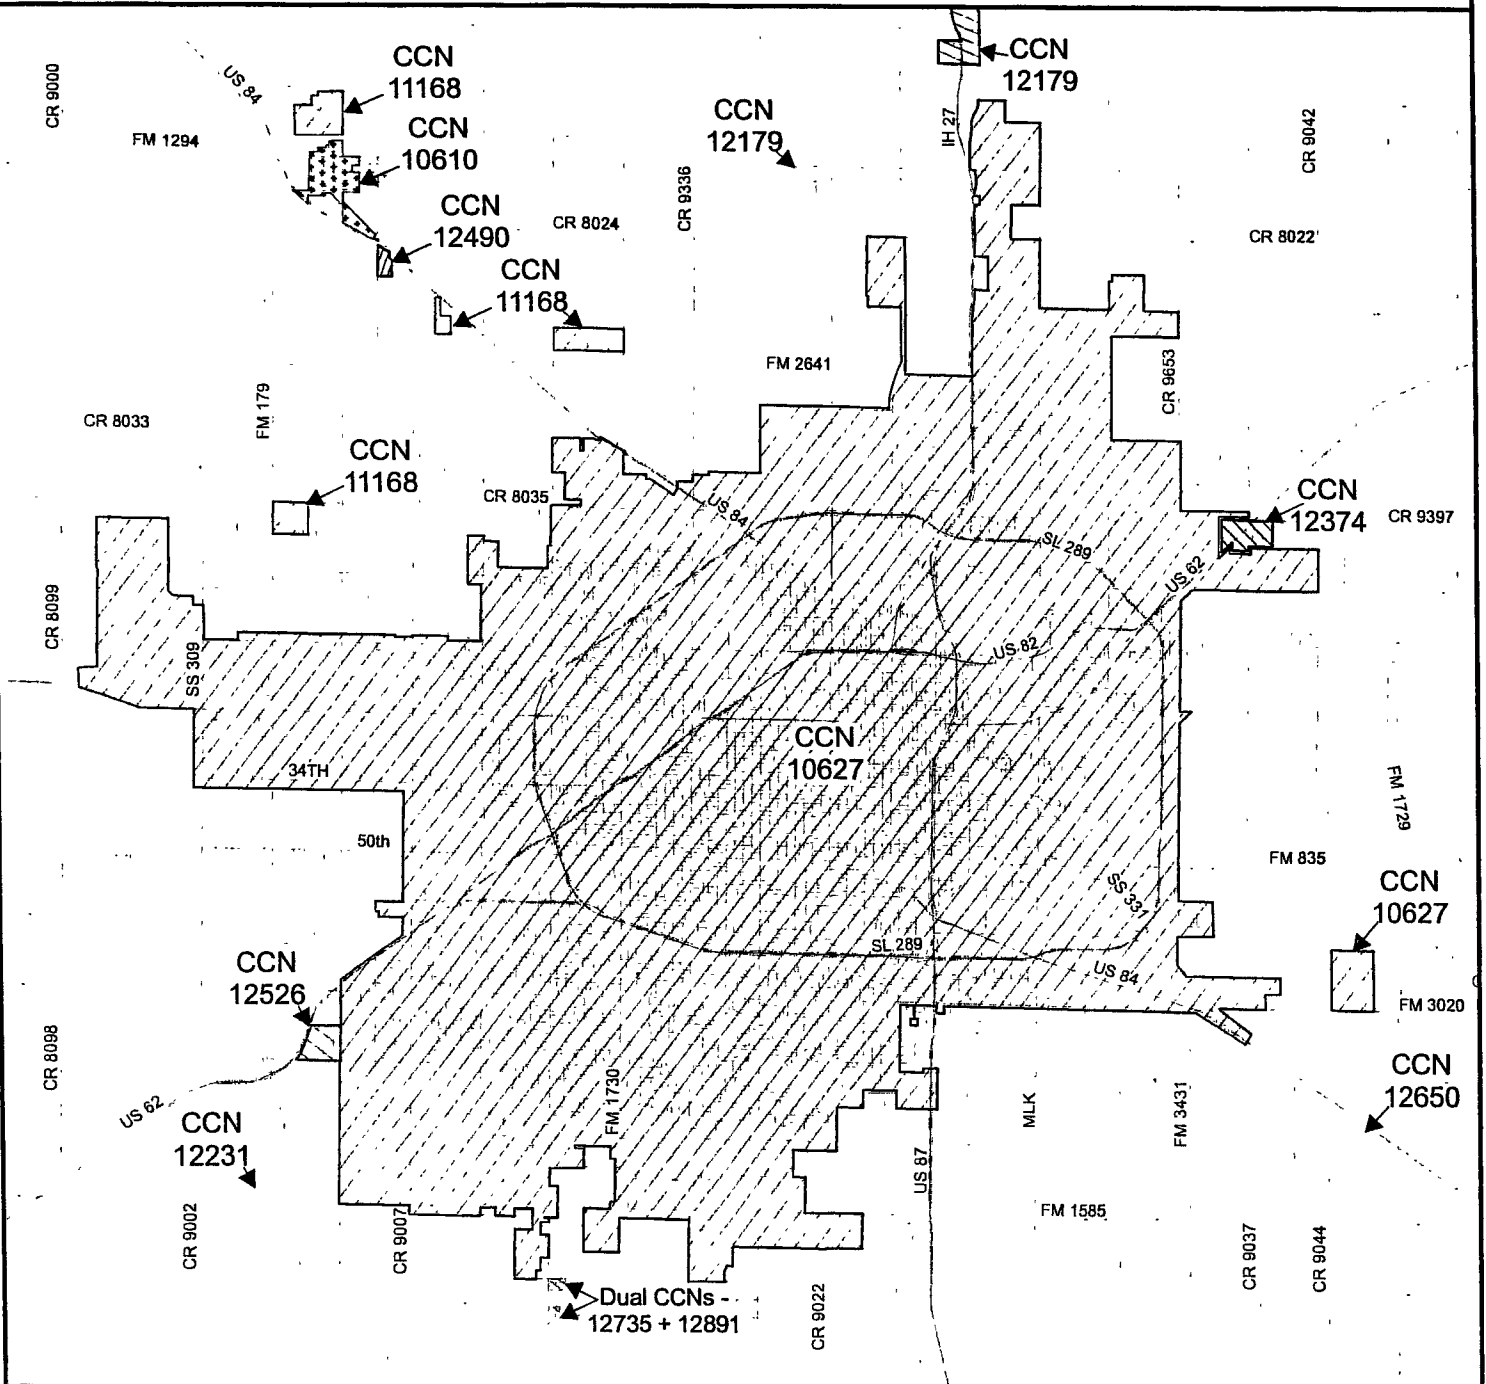 CCN
11168
CCN
12179
CR 9000
US 84
FM 1294
CCN
10610
CCN
12179
IH 27
CR 9042
CR 9336
CCN
12490
CR 8024
CR 8022
CCN
11168
FM 2641
CR 9653
CR 8033
FM 179
CCN
11168
CR 8035
US 84
CCN
12374
CR 9397
SL 289
US 62
CR 8099
SS 309
US 82
CCN
10627
34TH
FM 1729
50th
FM 835
SS 331
CCN
10627
SL 289
US 84
CCN
12526
FM 3020
CR 8098
CCN
12650
US 62
FM 1730
MLK
FM 3431
CCN
12231
US 87
CR 9002
CR 9007
FM 1585
CR 9037
CR 9044
Dual CCNs -
12735 + 12891
CR 9022